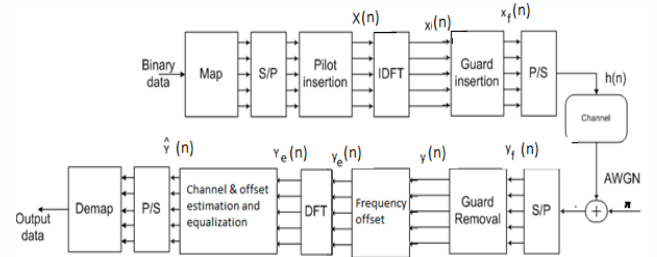 X(n)
x(n)
x_f(n)
Binary
data
Map
S/P
Pilot
insertion
IDFT
Guard
insertion
P/S
h(n)
Channel
Ŷ (n)
Y_e(n)
y_e(n)
y(n)
y_f (n)
AWGN
Output
data
Demap
P/S
Channel & offset
estimation and
equalization
DFT
Frequency
offset
Guard
Removal
S/P
+
n